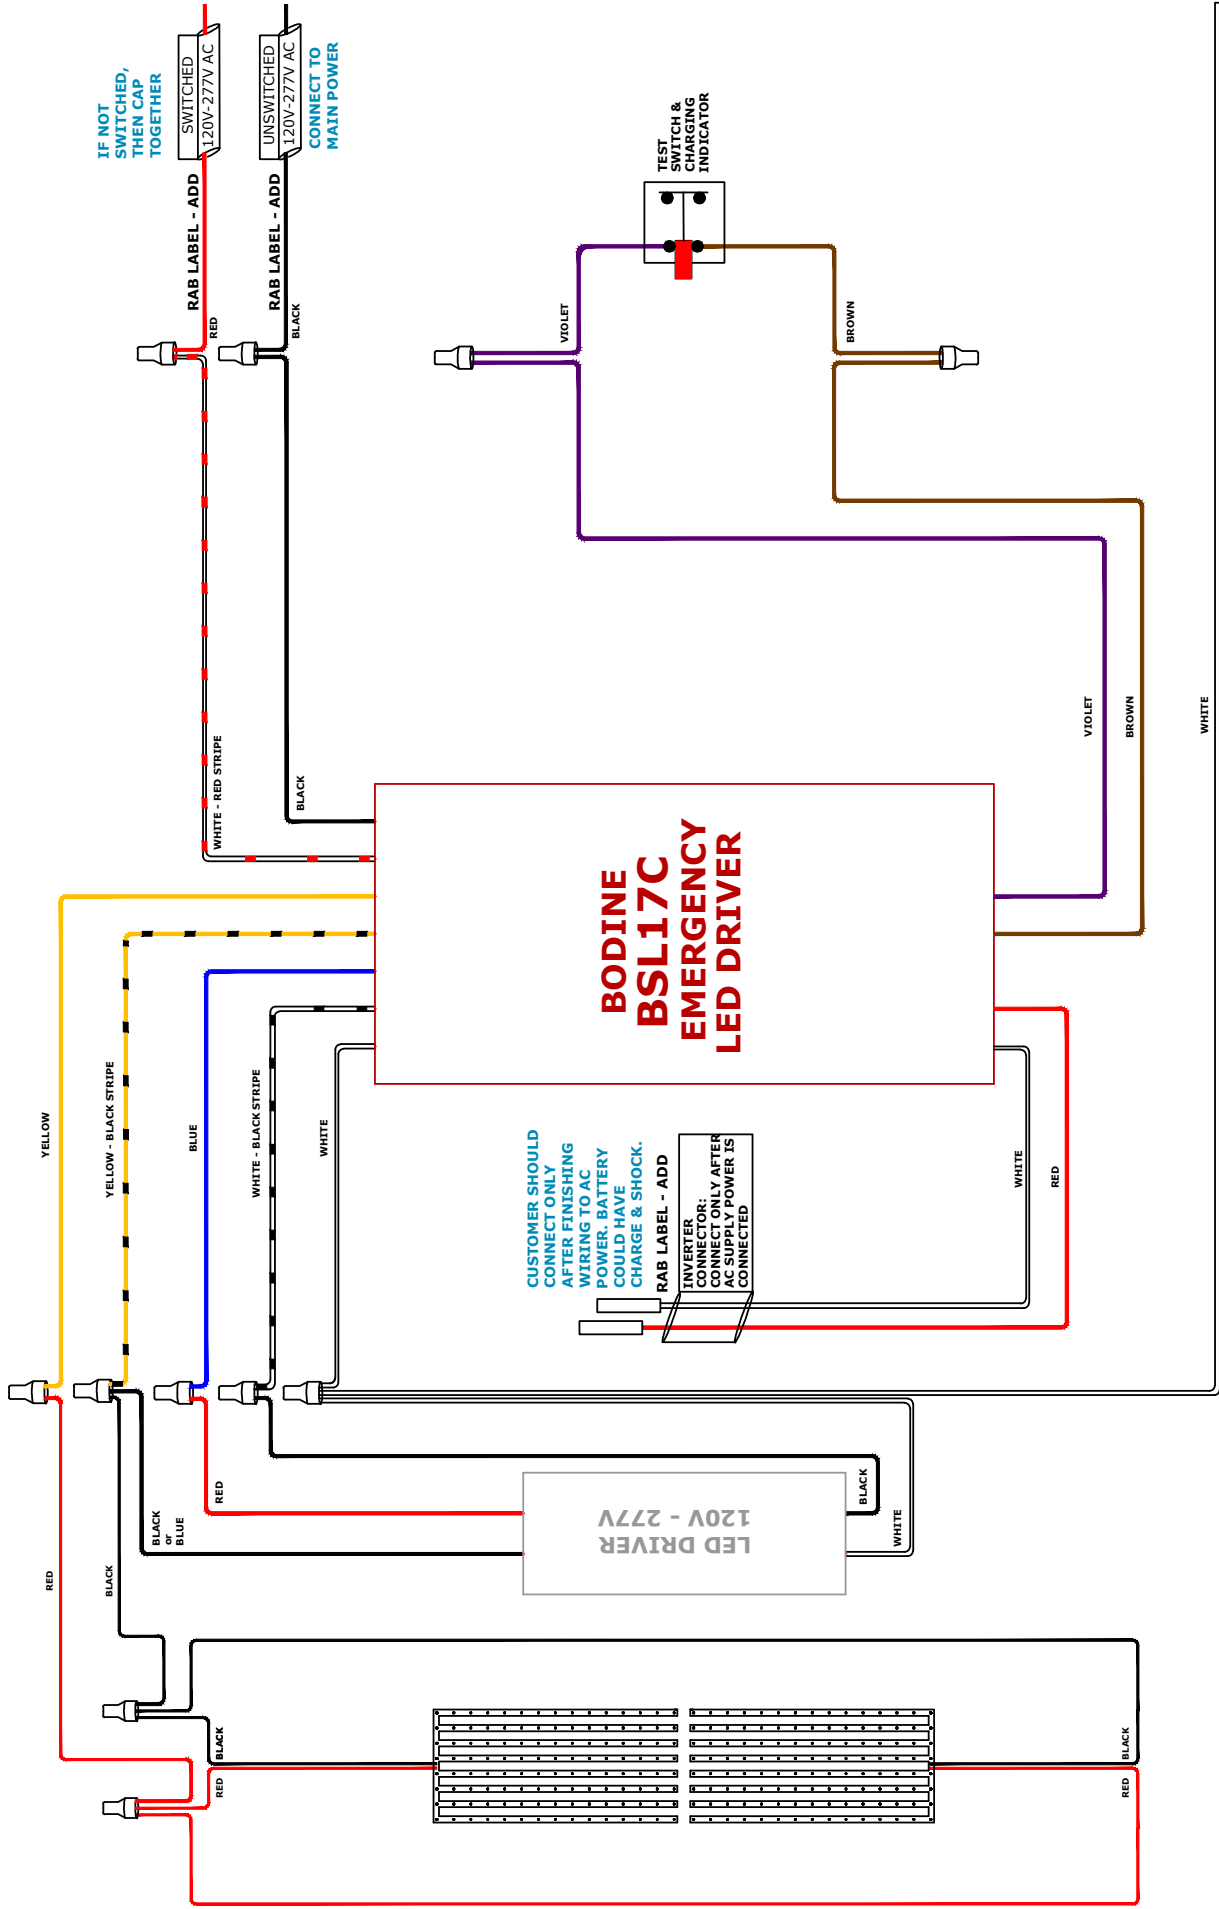 IF NOT
SWITCHED,
THEN CAP
TOGETHER
SWITCHED
120V-277V AC
RAB LABEL - ADD
RED
UNSWITCHED
120V-277V AC
CONNECT TO
MAIN POWER
RAB LABEL - ADD
BLACK
TEST
SWITCH &
CHARGING
INDICATOR
VIOLET
BROWN
WHITE - RED STRIPE
BLACK
VIOLET
BROWN
WHITE
BODINE
BSL17C
EMERGENCY
LED DRIVER
YELLOW
YELLOW - BLACK STRIPE
BLUE
WHITE - BLACK STRIPE
WHITE
CUSTOMER SHOULD
CONNECT ONLY
AFTER FINISHING
WIRING TO AC
POWER. BATTERY
COULD HAVE
CHARGE & SHOCK.
RAB LABEL - ADD
INVERTER
CONNECTOR:
CONNECT ONLY AFTER
AC SUPPLY POWER IS
CONNECTED
WHITE
RED
RED
BLACK
or
BLUE
LED DRIVER
120V - 277V
BLACK
WHITE
RED
BLACK
BLACK
RED
BLACK
RED